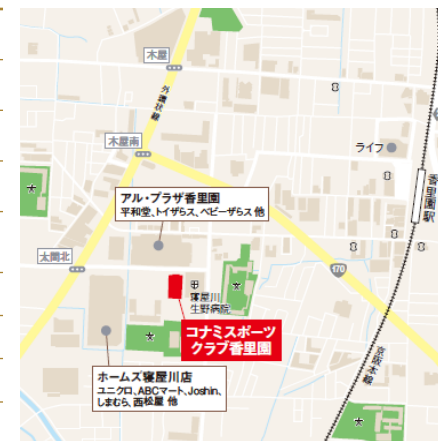 木屋
外環状線
木屋南
ライフ
香里園駅
アル・プラザ香里園
平和堂、トイザらス、ベビーザらス 他
太間北
170
寝屋川
生野病院
コナミスポーツ
クラブ香里園
京阪本線
ホームズ寝屋川店
ユニクロ、ABCマート、Joshin、
しまむら、西松屋 他